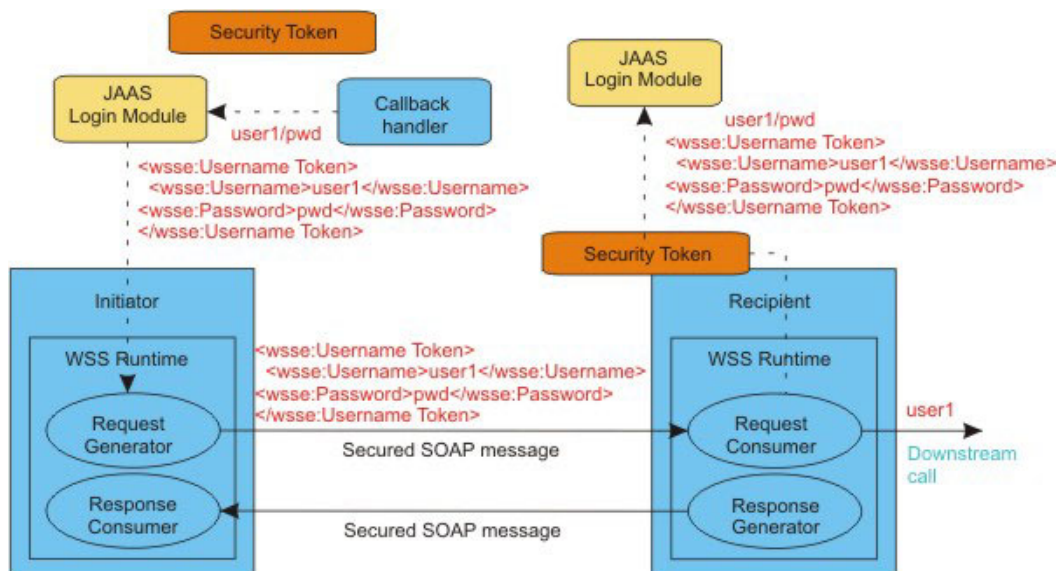 Security Token
JAAS
Login Module
Callback
handler
user1/pwd
<wsse:Username Token>
<wsse:Username>user1</wsse:Username>
<wsse:Password>pwd</wsse:Password>
</wsse:Username Token>
JAAS
Login Module
user1/pwd
<wsse:Username Token>
<wsse:Username>user1</wsse:Username>
<wsse:Password>pwd</wsse:Password>
</wsse:Username Token>
Security Token
Initiator
WSS Runtime
Request
Generator
Response
Consumer
<wsse:Username Token>
<wsse:Username>user1</wsse:Username>
<wsse:Password>pwd</wsse:Password>
</wsse:Username Token>
Secured SOAP message
Secured SOAP message
Recipient
WSS Runtime
Request
Consumer
Response
Generator
user1
Downstream
call